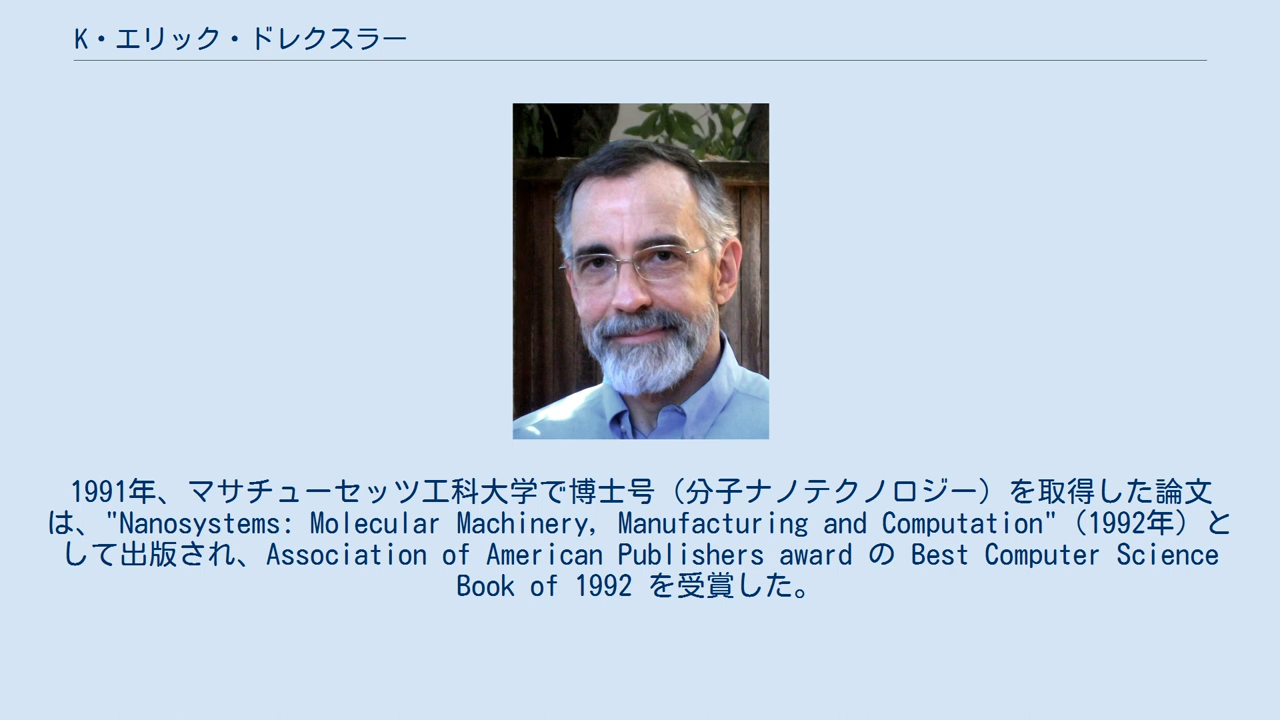 K・エリック・ドレクスラー
1991年、マサチューセッツ工科大学で博士号（分子ナノテクノロジー）を取得した論文
は、"Nanosystems: Molecular Machinery, Manufacturing and Computation"（1992年）と
して出版され、Association of American Publishers award の Best Computer Science
Book of 1992 を受賞した。